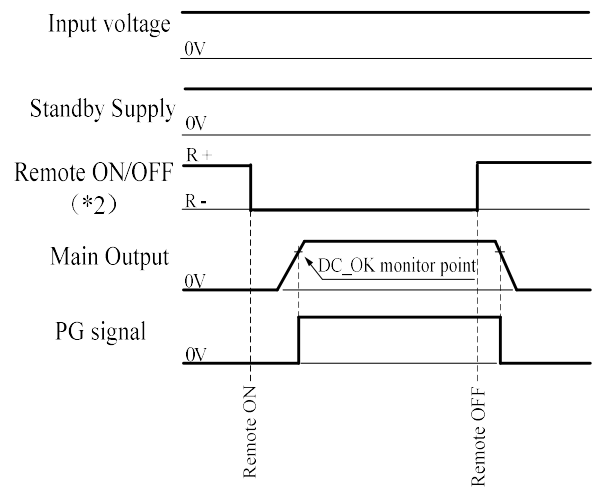 Input voltage
0V
Standby Supply
0V
Remote ON/OFF
(*2)
R +
R -
Main Output
0V
DC_OK monitor point
PG signal
0V
Remote ON
Remote OFF